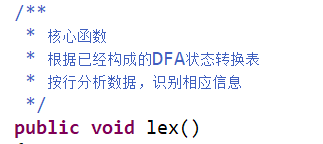 /**
* 核心函数
* 根据已经构成的DFA状态转换表
* 按行分析数据，识别相应信息
*/
public void lex()